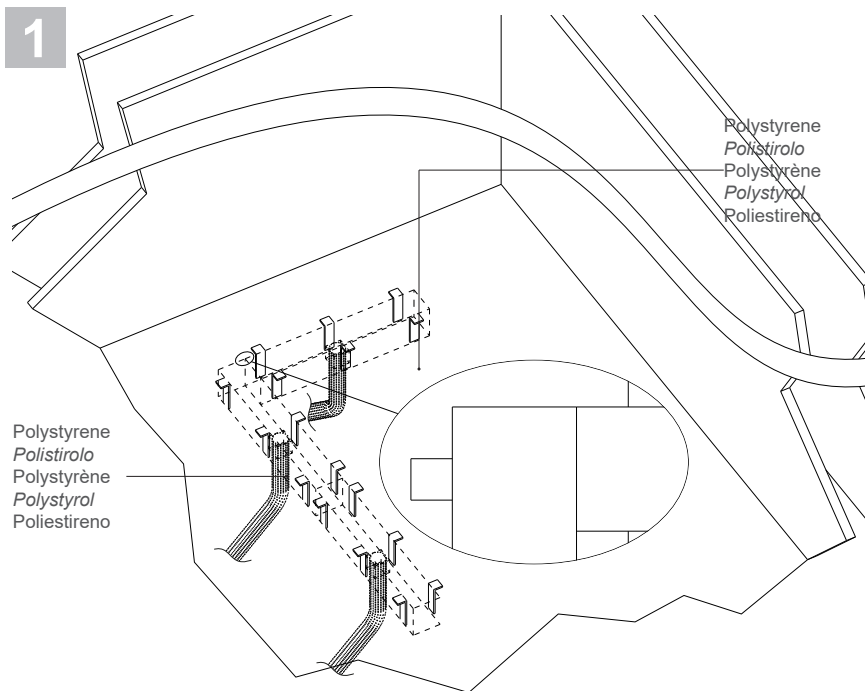 1
Polystyrene
Polistirolo
Polystyrène
Polystyrol
Poliestireno
Polystyrene
Polistirolo
Polystyrène
Polystyrol
Poliestireno